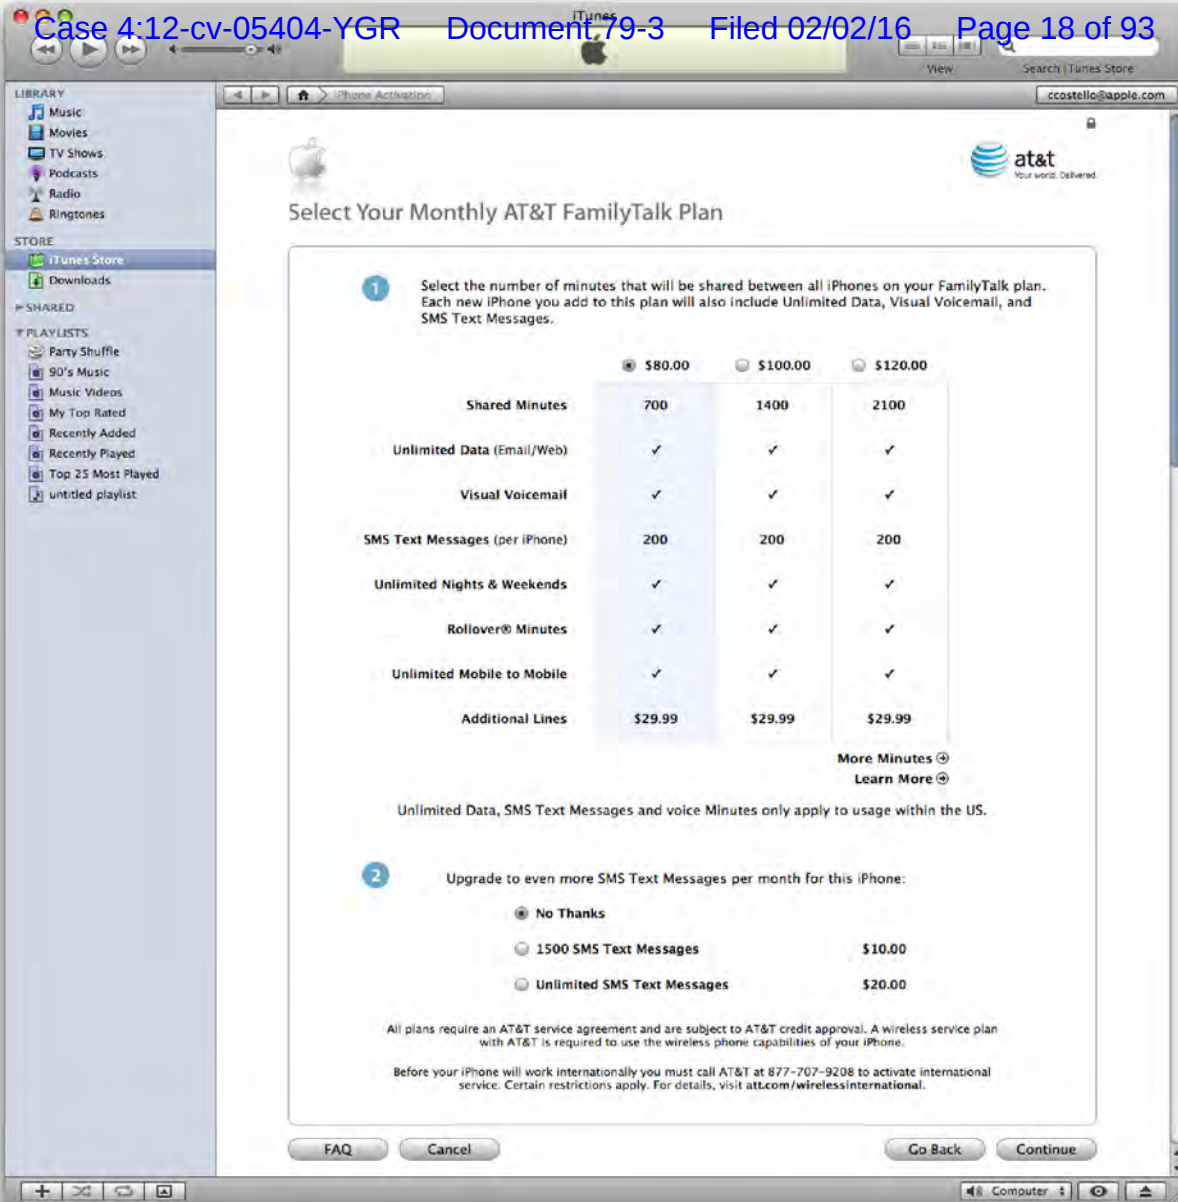 iTunes
Case 4:12-cv-05404-YGR Document 79-3 Filed 02/02/16 Page 18 of 93
View
Search iTunes Store
iPhone Activation
ccostello@apple.com
LIBRARY
Music
Movies
TV Shows
Podcasts
Radio
Ringtones
STORE
iTunes Store
Downloads
SHARED
PLAYLISTS
Party Shuffle
90's Music
Music Videos
My Top Rated
Recently Added
Recently Played
Top 25 Most Played
untitled playlist
at&t
Your world. Delivered.
Select Your Monthly AT&T FamilyTalk Plan
1
Select the number of minutes that will be shared between all iPhones on your FamilyTalk plan.
Each new iPhone you add to this plan will also include Unlimited Data, Visual Voicemail, and
SMS Text Messages.
$80.00 $100.00 $120.00
Shared Minutes 700 1400 2100
Unlimited Data (Email/Web) ✓ ✓ ✓
Visual Voicemail ✓ ✓ ✓
SMS Text Messages (per iPhone) 200 200 200
Unlimited Nights & Weekends ✓ ✓ ✓
Rollover® Minutes ✓ ✓ ✓
Unlimited Mobile to Mobile ✓ ✓ ✓
Additional Lines $29.99 $29.99 $29.99
More Minutes
Learn More
Unlimited Data, SMS Text Messages and voice Minutes only apply to usage within the US.
2
Upgrade to even more SMS Text Messages per month for this iPhone:
No Thanks
1500 SMS Text Messages $10.00
Unlimited SMS Text Messages $20.00
All plans require an AT&T service agreement and are subject to AT&T credit approval. A wireless service plan
with AT&T is required to use the wireless phone capabilities of your iPhone.
Before your iPhone will work internationally you must call AT&T at 877-707-9208 to activate international
service. Certain restrictions apply. For details, visit att.com/wirelessinternational.
FAQ Cancel Go Back Continue
Computer